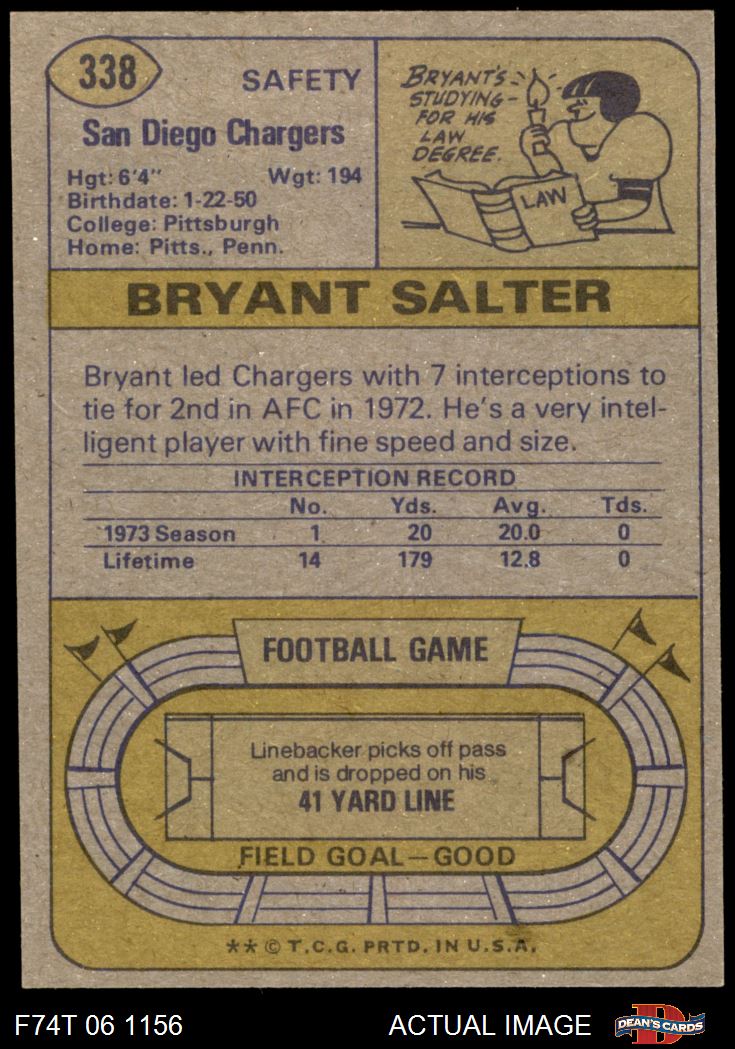 338
SAFETY
San Diego Chargers
Hgt: 6'4" Wgt: 194
Birthdate: 1-22-50
College: Pittsburgh
Home: Pitts., Penn.
BRYANT'S
STUDYING-
FOR HIS
LAW
DEGREE.
LAW
BRYANT SALTER
Bryant led Chargers with 7 interceptions to
tie for 2nd in AFC in 1972. He's a very intel-
ligent player with fine speed and size.
INTERCEPTION RECORD
No. Yds. Avg. Tds.
1973 Season 1 20 20.0 0
Lifetime 14 179 12.8 0
FOOTBALL GAME
Linebacker picks off pass
and is dropped on his
41 YARD LINE
FIELD GOAL—GOOD
** © T.C.G. PRTD. IN U.S.A.
F74T 06 1156 ACTUAL IMAGE
D
DEAN'S CARDS